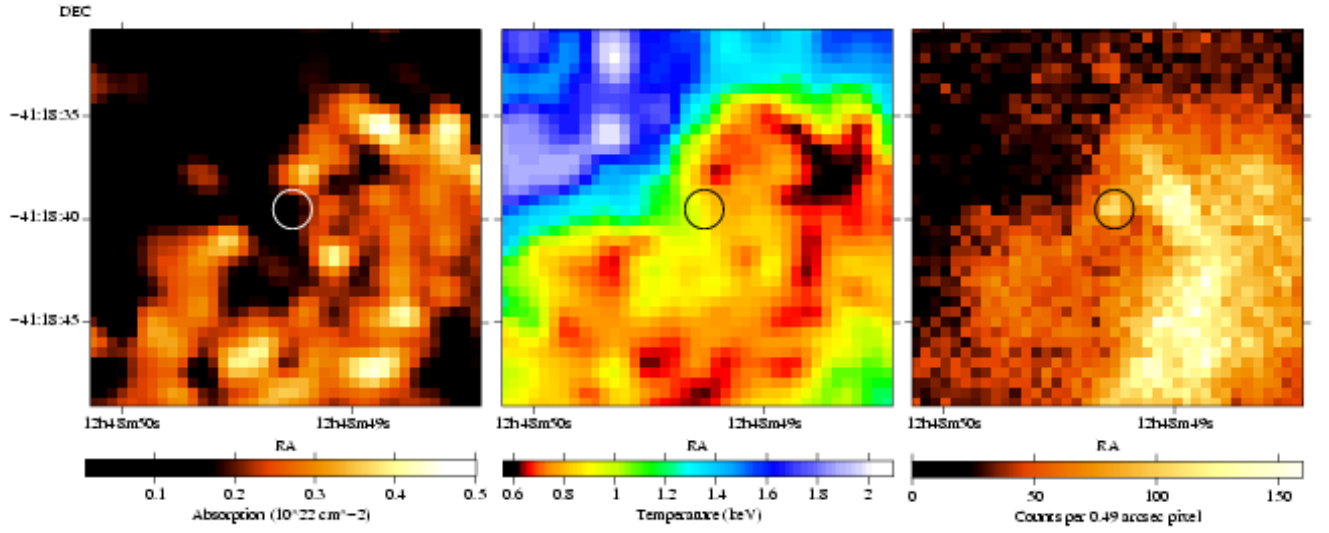 DEC
-41:18:35
-41:18:40
-41:18:45
12h48m50s 12h48m49s 12h48m50s 12h48m49s 12h48m50s 12h48m49s
RA RA RA
0.1 0.2 0.3 0.4 0.5 0.6 0.8 1 1.2 1.4 1.6 1.8 2 0 50 100 150
Absorption (10^22 cm^-2) Temperature (keV) Counts per 0.49 arcsec pixel